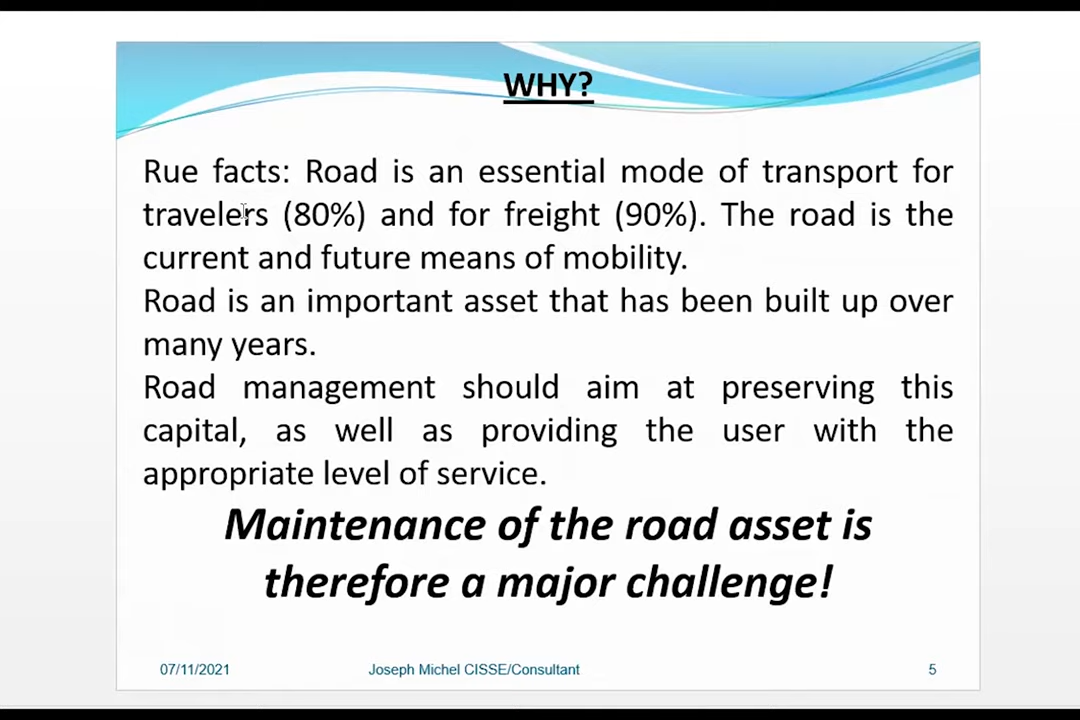 WHY?
Rue facts: Road is an essential mode of transport for
travelers (80%) and for freight (90%). The road is the
current and future means of mobility.
Road is an important asset that has been built up over
many years.
Road management should aim at preserving this
capital, as well as providing the user with the
appropriate level of service.
Maintenance of the road asset is
therefore a major challenge!
07/11/2021
Joseph Michel CISSE/Consultant
5